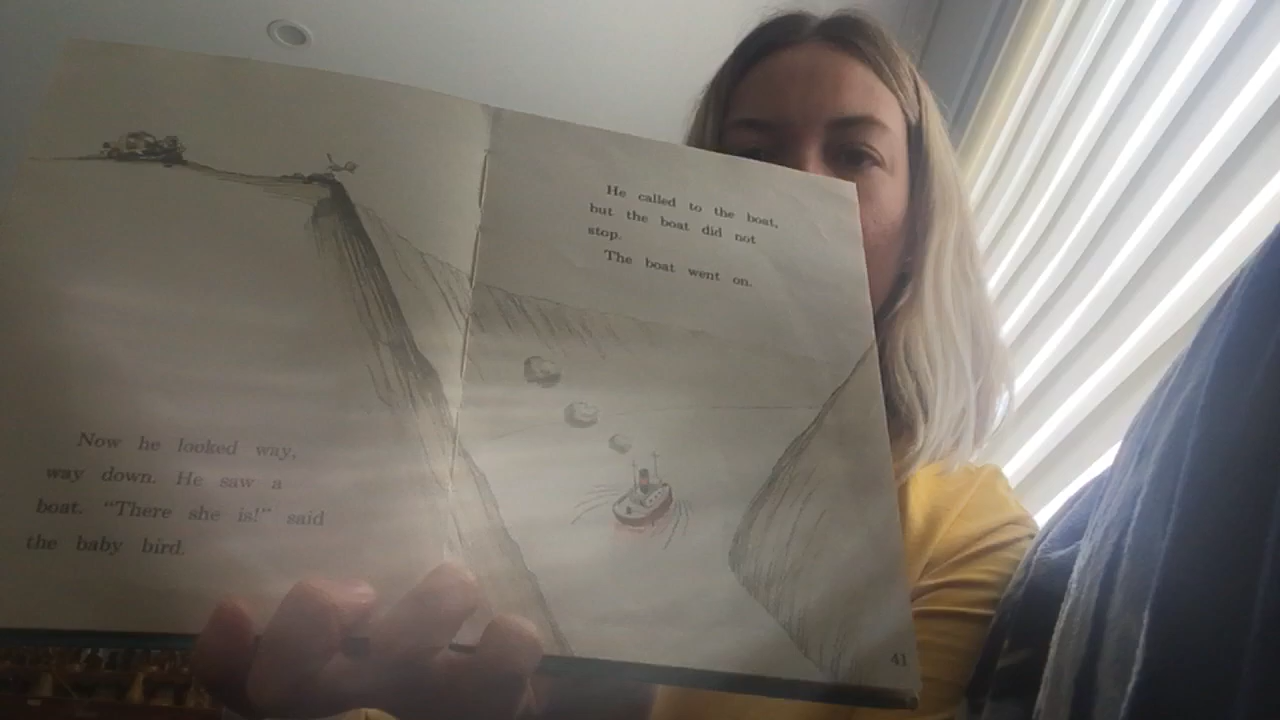 Now he looked way,
way down. He saw a
boat. “There she is!” said
the baby bird.
He called to the boat,
but the boat did not
stop.
The boat went on.
41